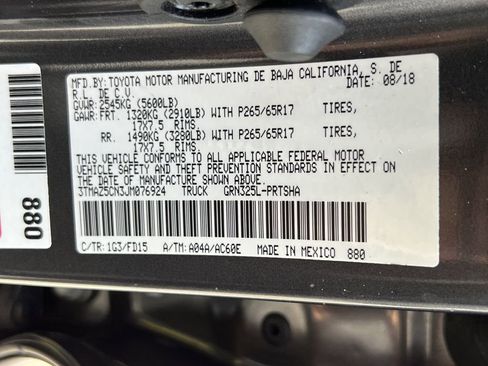 MFD.BY:TOYOTA MOTOR MANUFACTURING DE BAJA CALIFORNIA, S. DE
R.L. DE C.V. DATE: 08/18
GVWR: 2545KG (5600LB)
GAWR:FRT. 1320KG (2910LB) WITH P265/65R17 TIRES,
17X7.5 RIMS.
RR. 1490KG (3280LB) WITH P265/65R17 TIRES,
17X7.5 RIMS.
THIS VEHICLE CONFORMS TO ALL APPLICABLE FEDERAL MOTOR
VEHICLE SAFETY AND THEFT PREVENTION STANDARDS IN EFFECT
ON THE DATE OF MANUFACTURE SHOWN ABOVE.
3TMAZ5CN3JM076924 TRUCK GRN325L-PRTSHA
C/TR: 1G3/FD15 A/TM: A04A/AC60E MADE IN MEXICO 880
880